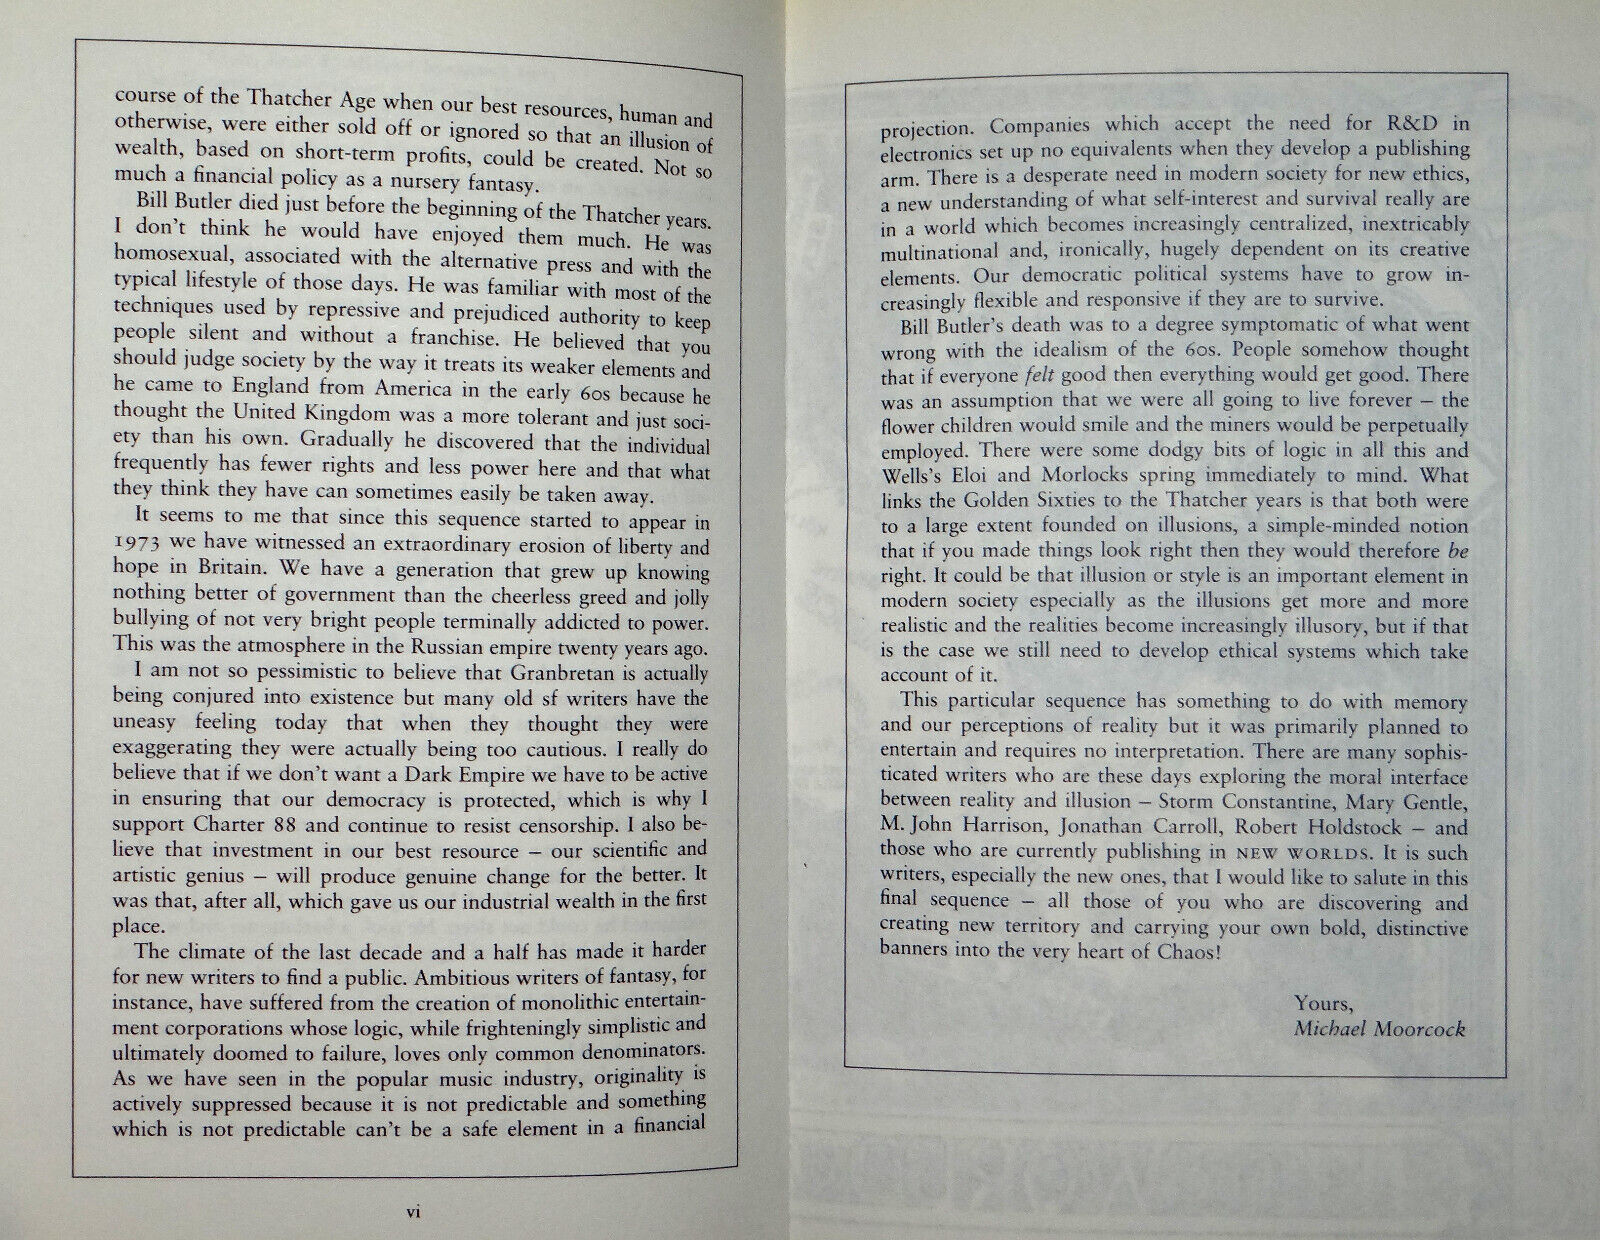 course of the Thatcher Age when our best resources, human and
otherwise, were either sold off or ignored so that an illusion of
wealth, based on short-term profits, could be created. Not so
much a financial policy as a nursery fantasy.
Bill Butler died just before the beginning of the Thatcher years.
I don't think he would have enjoyed them much. He was
homosexual, associated with the alternative press and with the
typical lifestyle of those days. He was familiar with most of the
techniques used by repressive and prejudiced authority to keep
people silent and without a franchise. He believed that you
should judge society by the way it treats its weaker elements and
he came to England from America in the early 60s because he
thought the United Kingdom was a more tolerant and just soci-
ety than his own. Gradually he discovered that the individual
frequently has fewer rights and less power here and that what
they think they have can sometimes easily be taken away.
It seems to me that since this sequence started to appear in
1973 we have witnessed an extraordinary erosion of liberty and
hope in Britain. We have a generation that grew up knowing
nothing better of government than the cheerless greed and jolly
bullying of not very bright people terminally addicted to power.
This was the atmosphere in the Russian empire twenty years ago.
I am not so pessimistic to believe that Granbretan is actually
being conjured into existence but many old sf writers have the
uneasy feeling today that when they thought they were
exaggerating they were actually being too cautious. I really do
believe that if we don't want a Dark Empire we have to be active
in ensuring that our democracy is protected, which is why I
support Charter 88 and continue to resist censorship. I also be-
lieve that investment in our best resource – our scientific and
artistic genius – will produce genuine change for the better. It
was that, after all, which gave us our industrial wealth in the first
place.
The climate of the last decade and a half has made it harder
for new writers to find a public. Ambitious writers of fantasy, for
instance, have suffered from the creation of monolithic entertain-
ment corporations whose logic, while frighteningly simplistic and
ultimately doomed to failure, loves only common denominators.
As we have seen in the popular music industry, originality is
actively suppressed because it is not predictable and something
which is not predictable can't be a safe element in a financial
vi
projection. Companies which accept the need for R&D in
electronics set up no equivalents when they develop a publishing
arm. There is a desperate need in modern society for new ethics,
a new understanding of what self-interest and survival really are
in a world which becomes increasingly centralized, inextricably
multinational and, ironically, hugely dependent on its creative
elements. Our democratic political systems have to grow in-
creasingly flexible and responsive if they are to survive.
Bill Butler's death was to a degree symptomatic of what went
wrong with the idealism of the 60s. People somehow thought
that if everyone felt good then everything would get good. There
was an assumption that we were all going to live forever – the
flower children would smile and the miners would be perpetually
employed. There were some dodgy bits of logic in all this and
Wells's Eloi and Morlocks spring immediately to mind. What
links the Golden Sixties to the Thatcher years is that both were
to a large extent founded on illusions, a simple-minded notion
that if you made things look right then they would therefore be
right. It could be that illusion or style is an important element in
modern society especially as the illusions get more and more
realistic and the realities become increasingly illusory, but if that
is the case we still need to develop ethical systems which take
account of it.
This particular sequence has something to do with memory
and our perceptions of reality but it was primarily planned to
entertain and requires no interpretation. There are many sophis-
ticated writers who are these days exploring the moral interface
between reality and illusion – Storm Constantine, Mary Gentle,
M. John Harrison, Jonathan Carroll, Robert Holdstock – and
those who are currently publishing in NEW WORLDS. It is such
writers, especially the new ones, that I would like to salute in this
final sequence – all those of you who are discovering and
creating new territory and carrying your own bold, distinctive
banners into the very heart of Chaos!
Yours,
Michael Moorcock